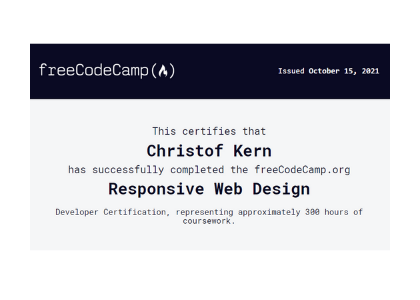 freeCodeCamp(🔥)
Issued October 15, 2021
This certifies that
Christof Kern
has successfully completed the freeCodeCamp.org
Responsive Web Design
Developer Certification, representing approximately 300 hours of
coursework.